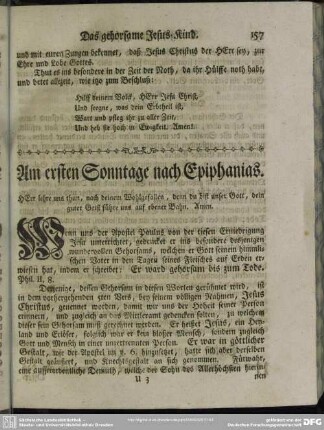 Das gehorsame Jesus-Kind. 157
und mit euren Zungen bekennet, daß Jesus Christus der HErr sey, zur
Ehre und Lobe Gottes.
Thut es ins besondere in der Zeit der Noth, da ihr Hülffe noth habt,
und betet allezeit, wie itzo zum Beschluß:
Hilff deinem Volck, HErr Jesu Christ,
Und segne, was dein Erbtheil ist,
Wart und pfleg ihr zu aller Zeit,
Und heb sie hoch in Ewigkeit. Amen!
Am ersten Sonntage nach Epiphanias.
HErr lehre uns thun, nach deinem Wohlgefallen, denn du bist unser Gott, dein
guter Geist führe uns auf ebener Bahn. Amen.
Wenn uns der Apostel Paulus von der tiefen Erniedrigung
Jesu unterrichtet, gedencket er ins besondere desjenigen
wundervollen Gehorsams, welchen er Gott seinem himmli-
schen Vater in den Tagen seines Fleisches auf Erden er-
wiesen hat, indem er schreibet: Er ward gehorsam bis zum Tode.
Phil. II, 8.
Derjenige, dessen Gehorsam in diesen Worten gerühmet wird, ist
in dem vorhergehenden 5ten Vers, bey seinem völligen Nahmen, Jesus
Christus, genennet worden, damit wir uns der Hoheit seiner Person
erinnern, und zugleich an das Mittleramt gedencken solten, zu welchem
dieser sein Gehorsam mit gerechnet wird. Er heißet Jesus, ein Hey-
land und Erlöser, folglich war er kein bloßer Mensch, sondern zugleich
Gott und Mensch in einer unzertrennten Person. Er war in göttlicher
Gestalt, wie der Apostel im v. 6. hinzusetzet, hatte sich aber derselben
Gestalt geäussert, und Knechtsgestalt an sich genommen. Fürwahr,
eine ausserordentliche Demuth, welche der Sohn des Allerhöchsten hierin-
U 3 nen